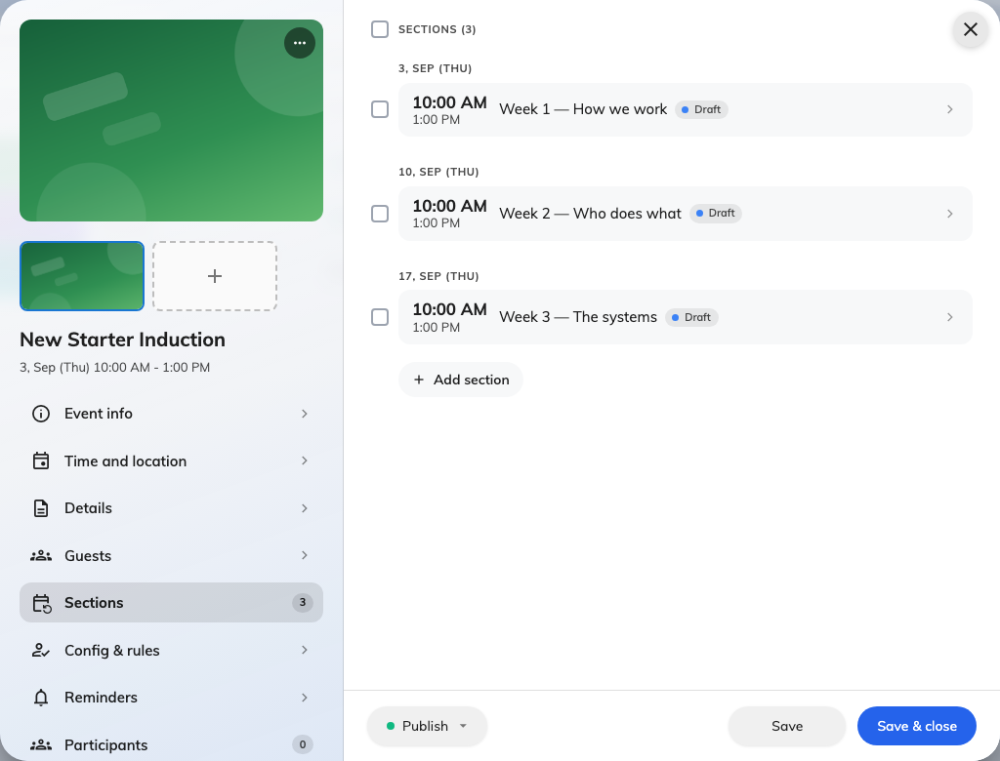 New Starter Induction
3, Sep (Thu) 10:00 AM - 1:00 PM
Event info
Time and location
Details
Guests
Sections
3
Config & rules
Reminders
Participants
0
SECTIONS (3)
3, SEP (THU)
10:00 AM
1:00 PM
Week 1 — How we work
Draft
10, SEP (THU)
10:00 AM
1:00 PM
Week 2 — Who does what
Draft
17, SEP (THU)
10:00 AM
1:00 PM
Week 3 — The systems
Draft
Add section
Publish
Save
Save & close